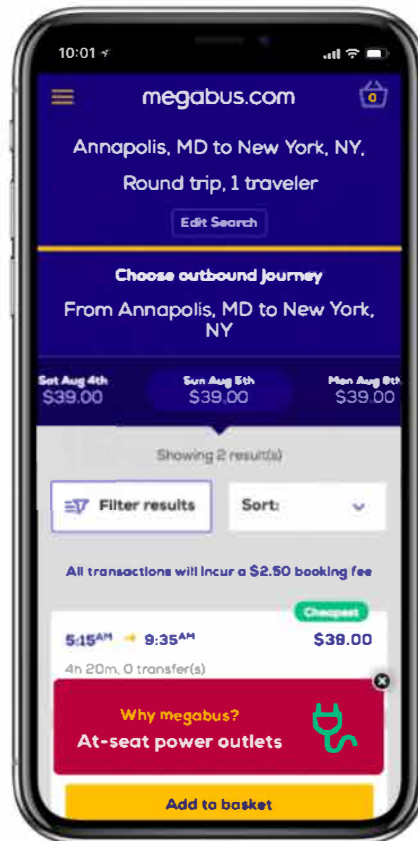 10:01
megabus.com
0
Annapolis, MD to New York, NY,
Round trip, 1 traveler
Edit Search
Choose outbound journey
From Annapolis, MD to New York,
NY
Sat Aug 4th Sun Aug 5th Mon Aug
$39.00 $39.00 $39.00
Showing 2 result(s)
Filter results Sort:
All transactions will incur a $2.50 booking fee
Cheapest
5:15AM 9:35AM $39.00
4h 20m, 0 transfer(s)
Why megabus?
At-seat power outlets
Add to basket